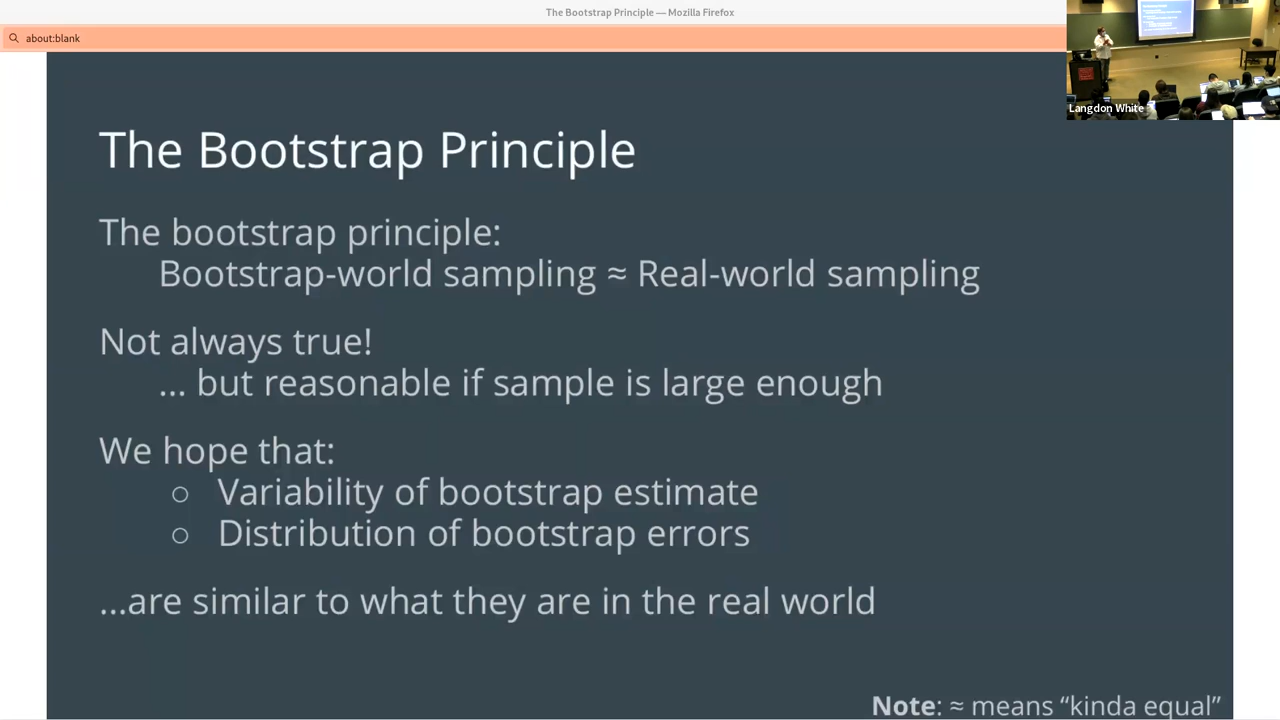 The Bootstrap Principle — Mozilla Firefox
about:blank
Langdon White
The Bootstrap Principle
The bootstrap principle:
Bootstrap-world sampling ≈ Real-world sampling
Not always true!
... but reasonable if sample is large enough
We hope that:
○ Variability of bootstrap estimate
○ Distribution of bootstrap errors
...are similar to what they are in the real world
Note: ≈ means “kinda equal”